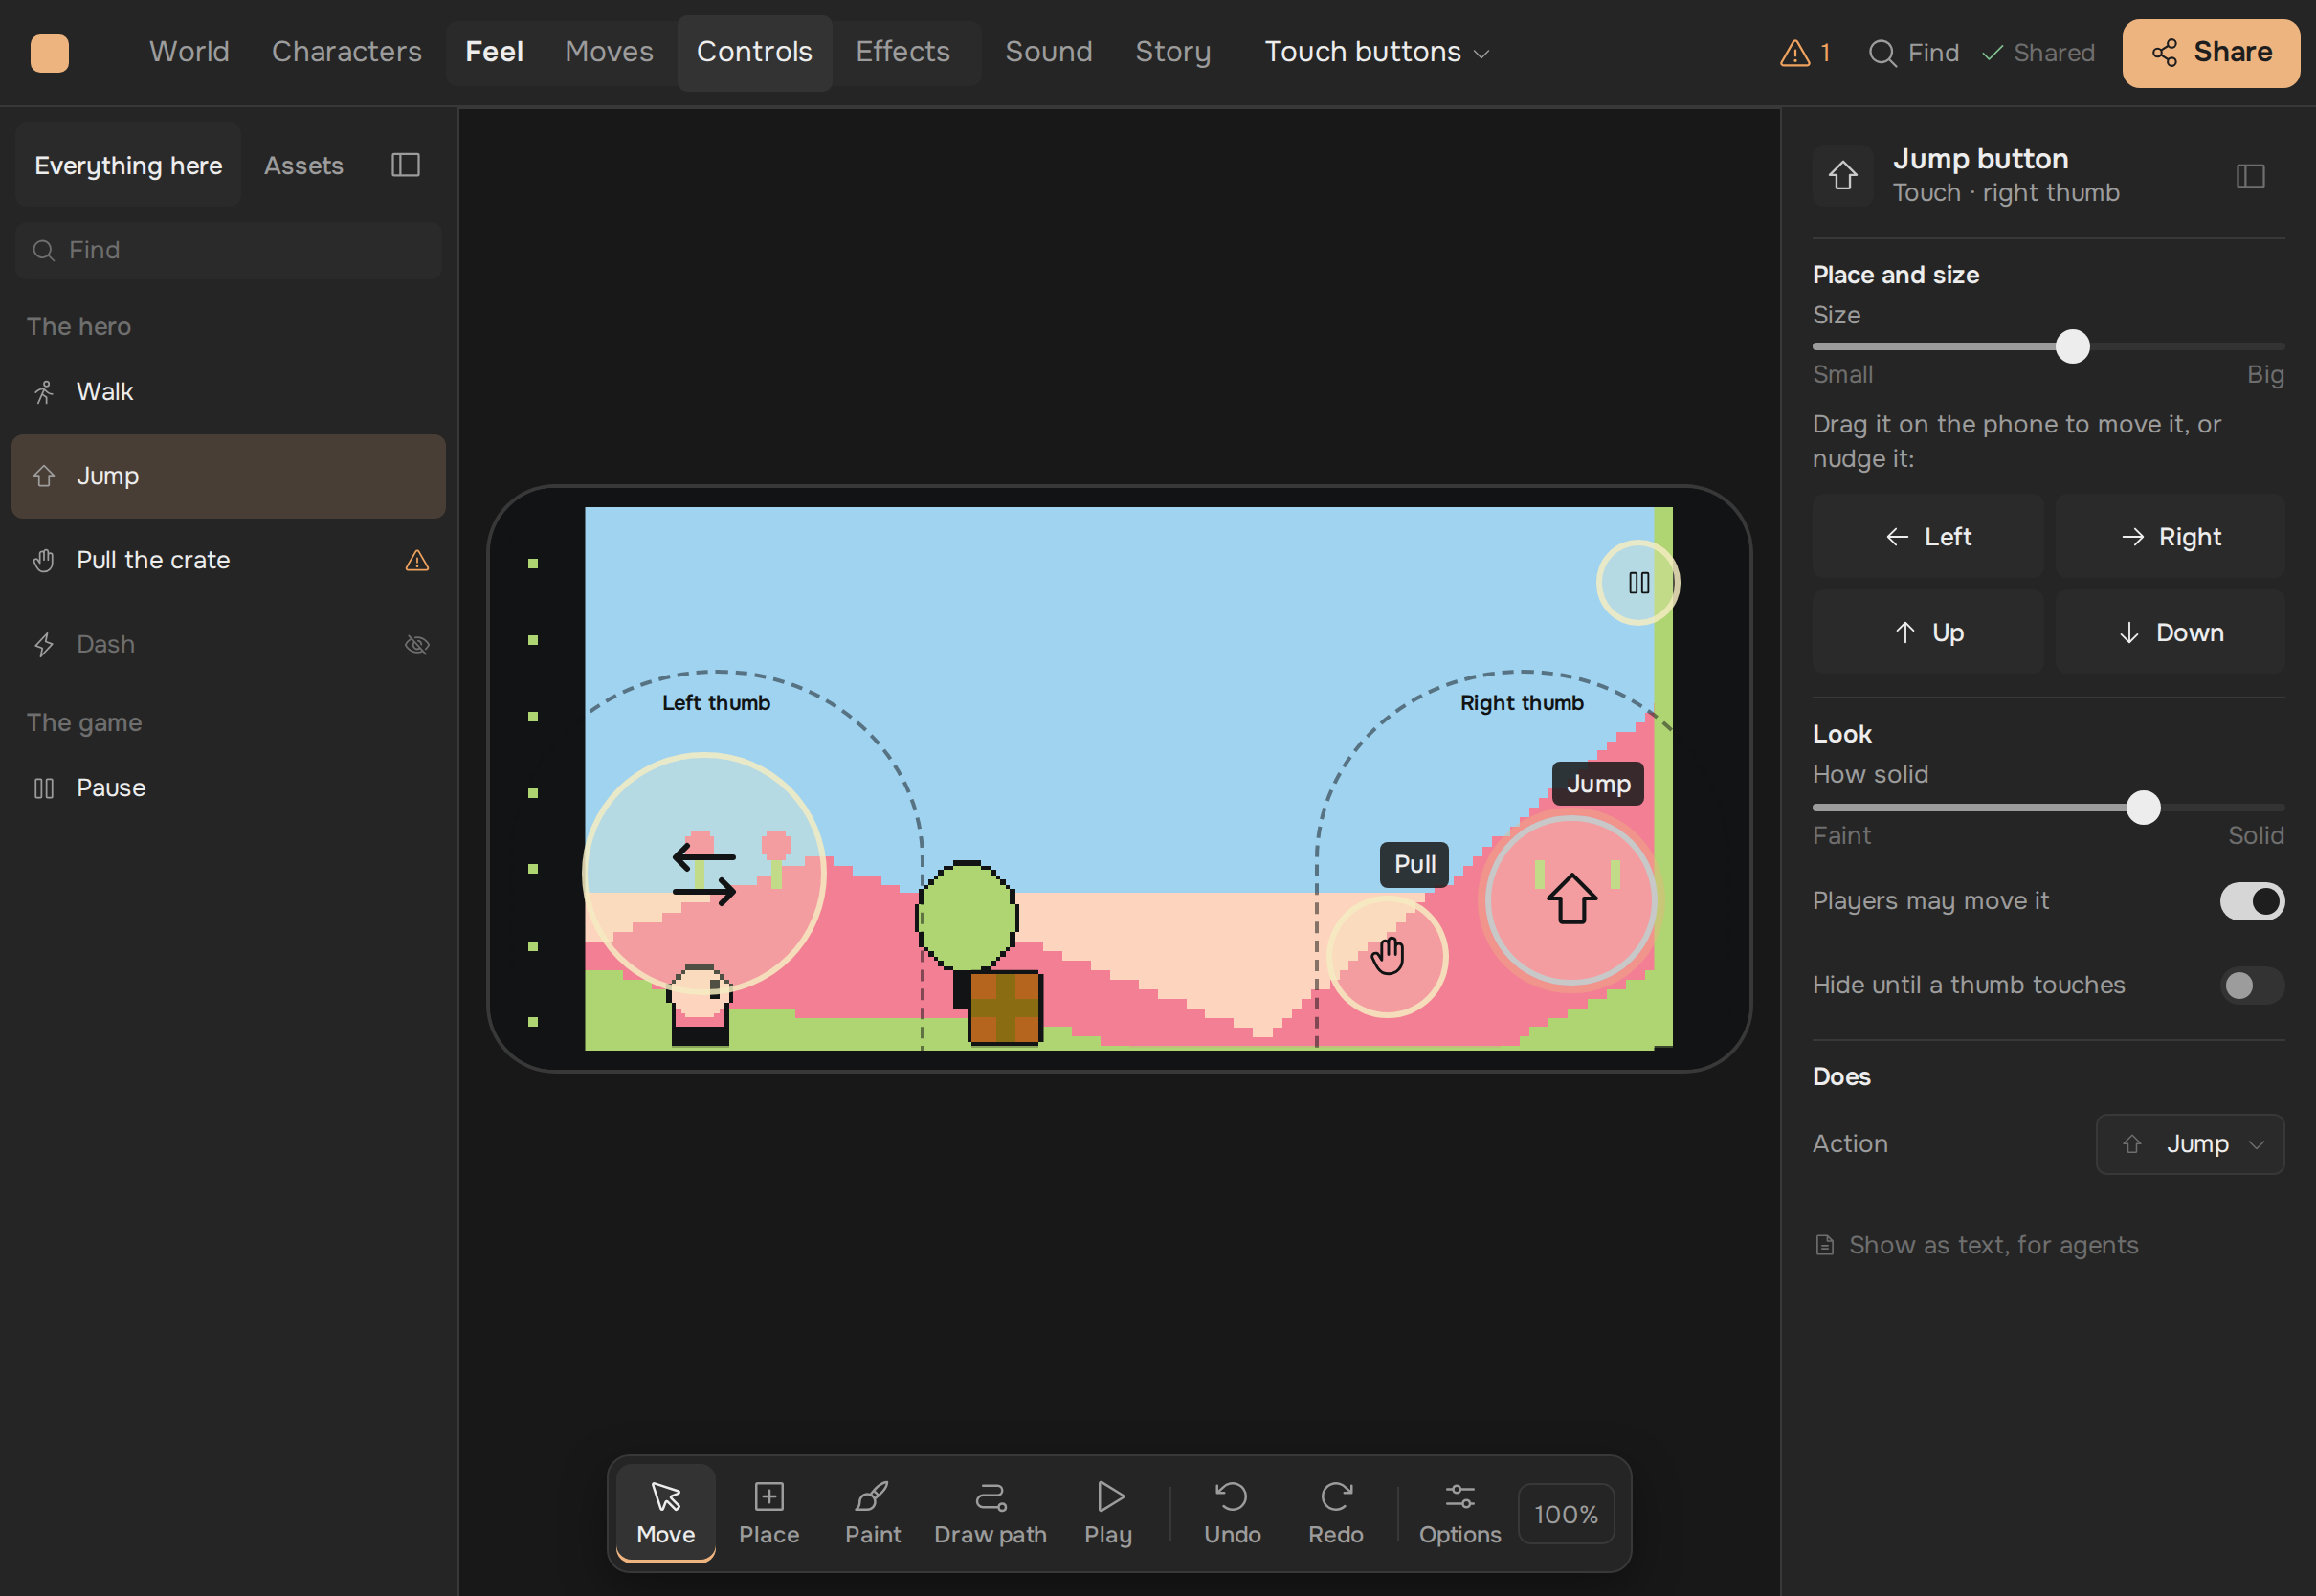 World Characters Feel Moves Controls Effects Sound Story Touch buttons 1 Find Shared Share
Everything here Assets
Find
The hero
Walk
Jump
Pull the crate
Dash
The game
Pause
Left thumb
Right thumb
Jump
Pull
Jump button
Touch · right thumb
Place and size
Size
Small Big
Drag it on the phone to move it, or
nudge it:
Left Right
Up Down
Look
How solid
Faint Solid
Players may move it
Hide until a thumb touches
Does
Action Jump
Show as text, for agents
Move Place Paint Draw path Play Undo Redo Options 100%